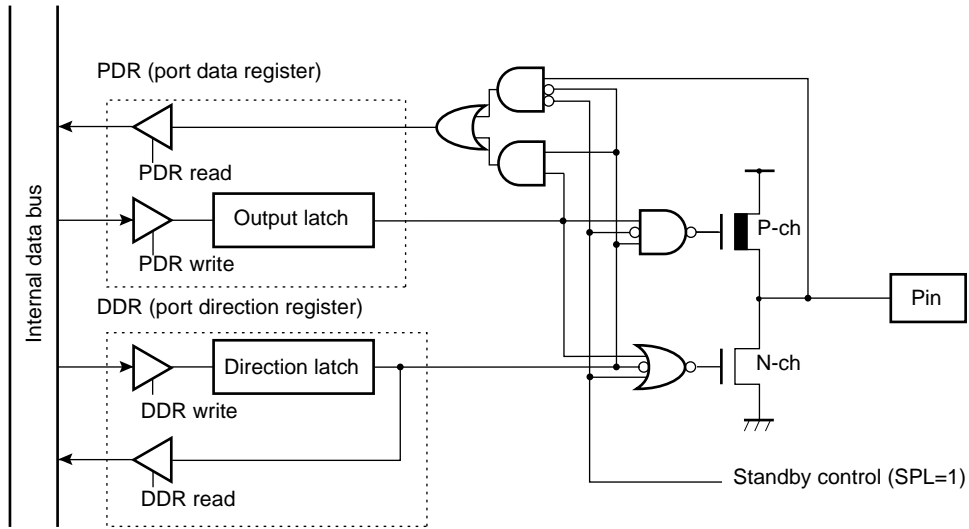 PDR (port data register)
PDR read
Output latch
PDR write
P-ch
Pin
Internal data bus
DDR (port direction register)
Direction latch
N-ch
DDR write
DDR read
Standby control (SPL=1)